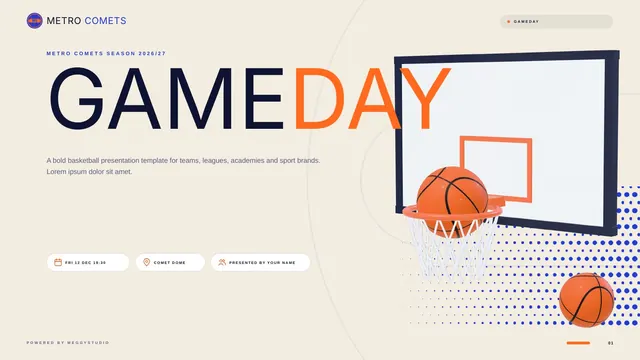 METRO COMETS
GAMEDAY
METRO COMETS SEASON 2026/27
GAMEDAY
A bold basketball presentation template for teams, leagues, academies and sport brands.
Lorem ipsum dolor sit amet.
FRI 12 DEC 19:30
COMET DOME
PRESENTED BY YOUR NAME
POWERED BY MEGGYSTUDIO
01